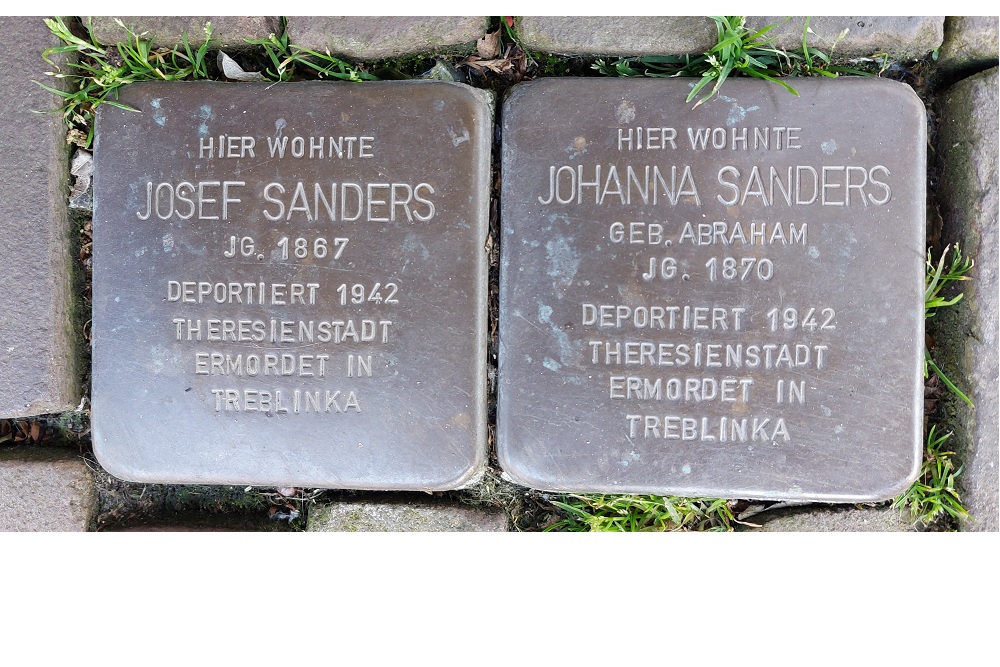 HIER WOHNTE
JOSEF SANDERS
JG. 1867
DEPORTIERT 1942
THERESIENSTADT
ERMORDET IN
TREBLINKA
HIER WOHNTE
JOHANNA SANDERS
GEB. ABRAHAM
JG. 1870
DEPORTIERT 1942
THERESIENSTADT
ERMORDET IN
TREBLINKA